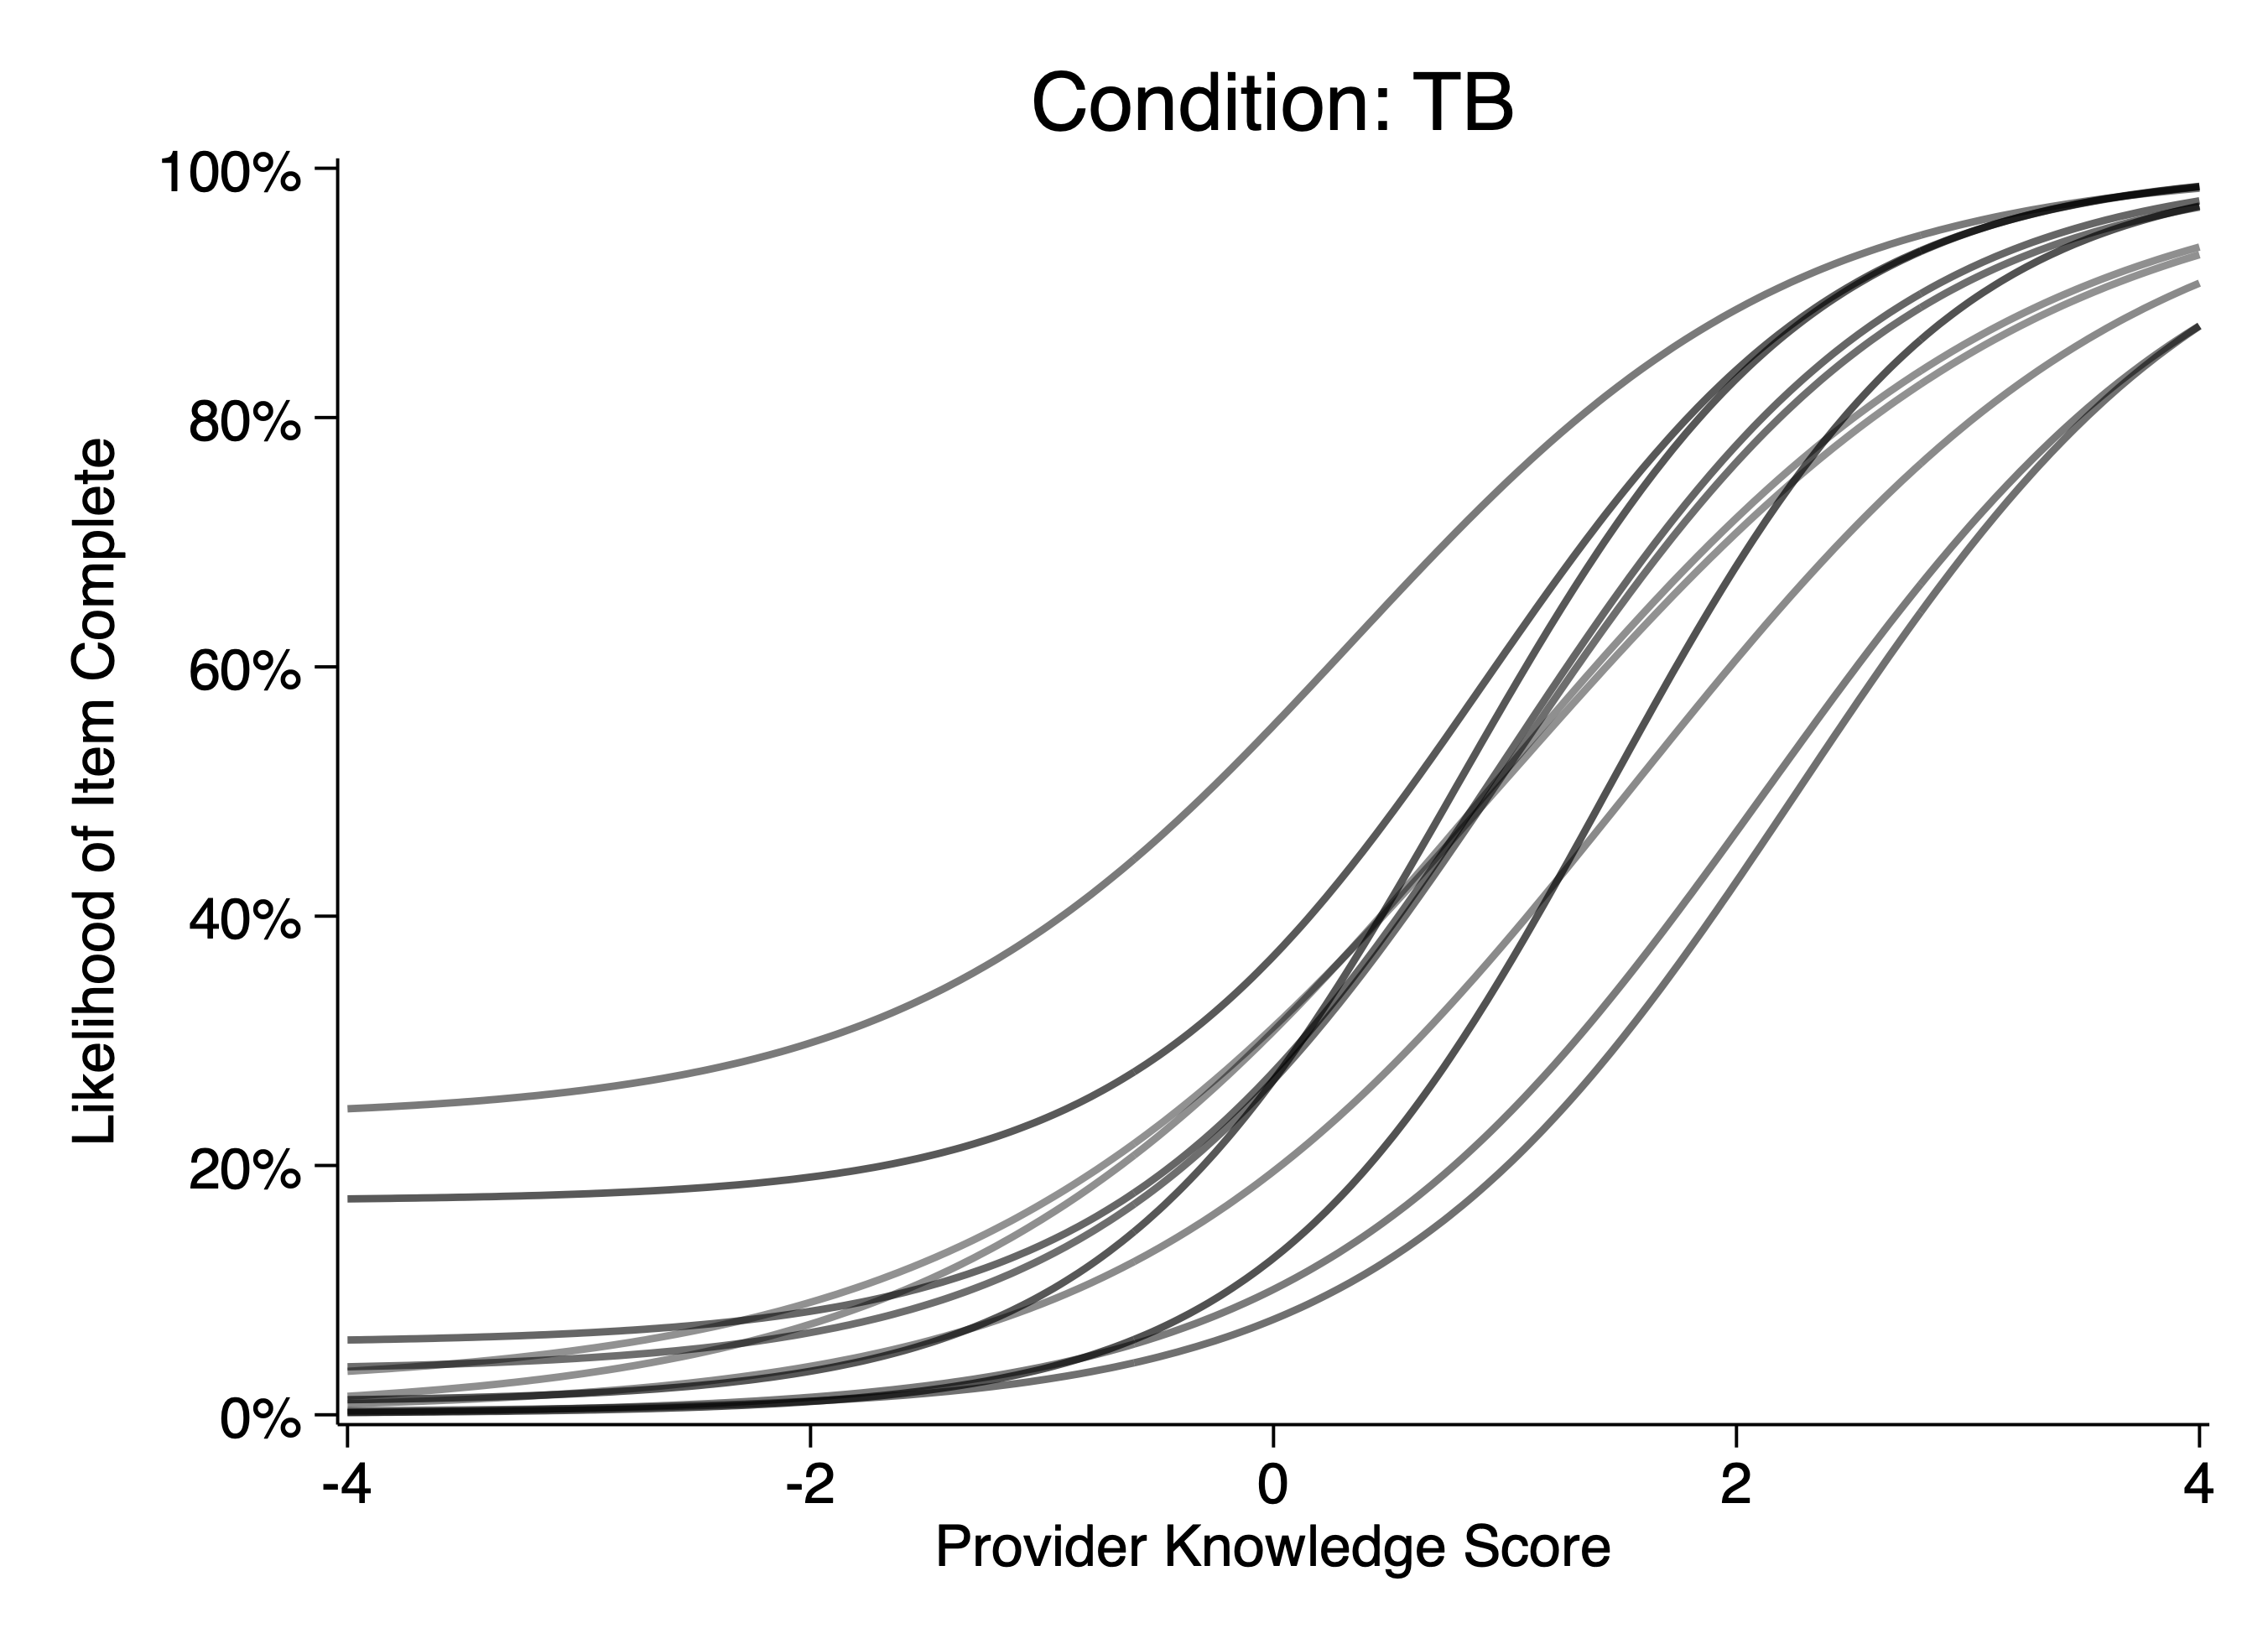 Condition: TB
100%
80%
60%
40%
20%
0%
Likelihood of Item Complete
-4 -2 0 2 4
Provider Knowledge Score